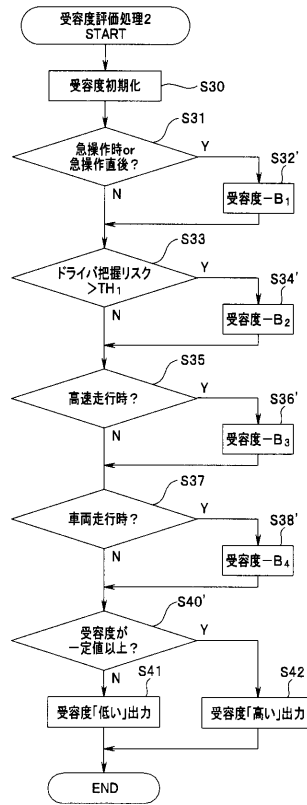 受容度評価処理2
START
受容度初期化
S30
S31
急操作時or
急操作直後？
Y
N
S32'
受容度－B1
S33
ドライバ把握リスク
＞TH1
Y
N
S34'
受容度－B2
S35
高速走行時？
Y
N
S36'
受容度－B3
S37
車両走行時？
Y
N
S38'
受容度－B4
S40'
受容度が
一定値以上？
Y
N
S41
受容度「低い」出力
S42
受容度「高い」出力
END